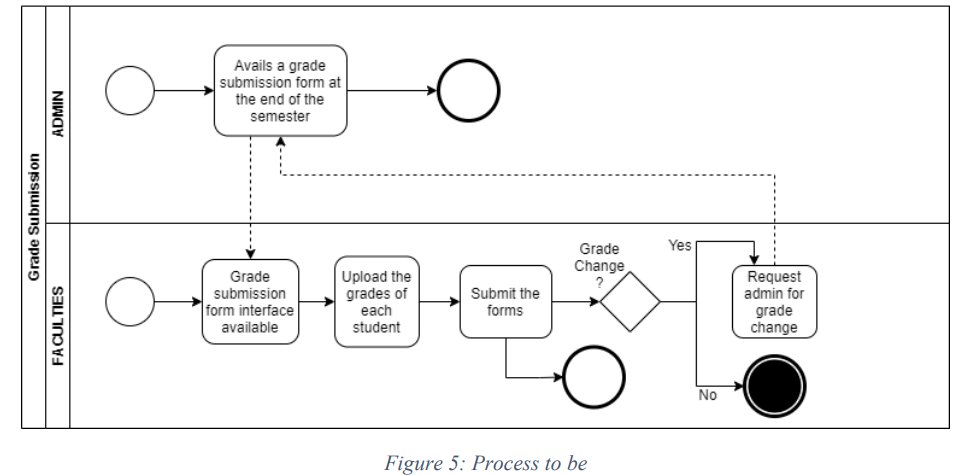 Grade Submission
ADMIN
Avails a grade
submission form at
the end of the
semester
FACULTIES
Grade
submission
form interface
available
Upload the
grades of
each
student
Submit the
forms
Grade
Change
?
Yes
No
Request
admin for
grade
change
Figure 5: Process to be